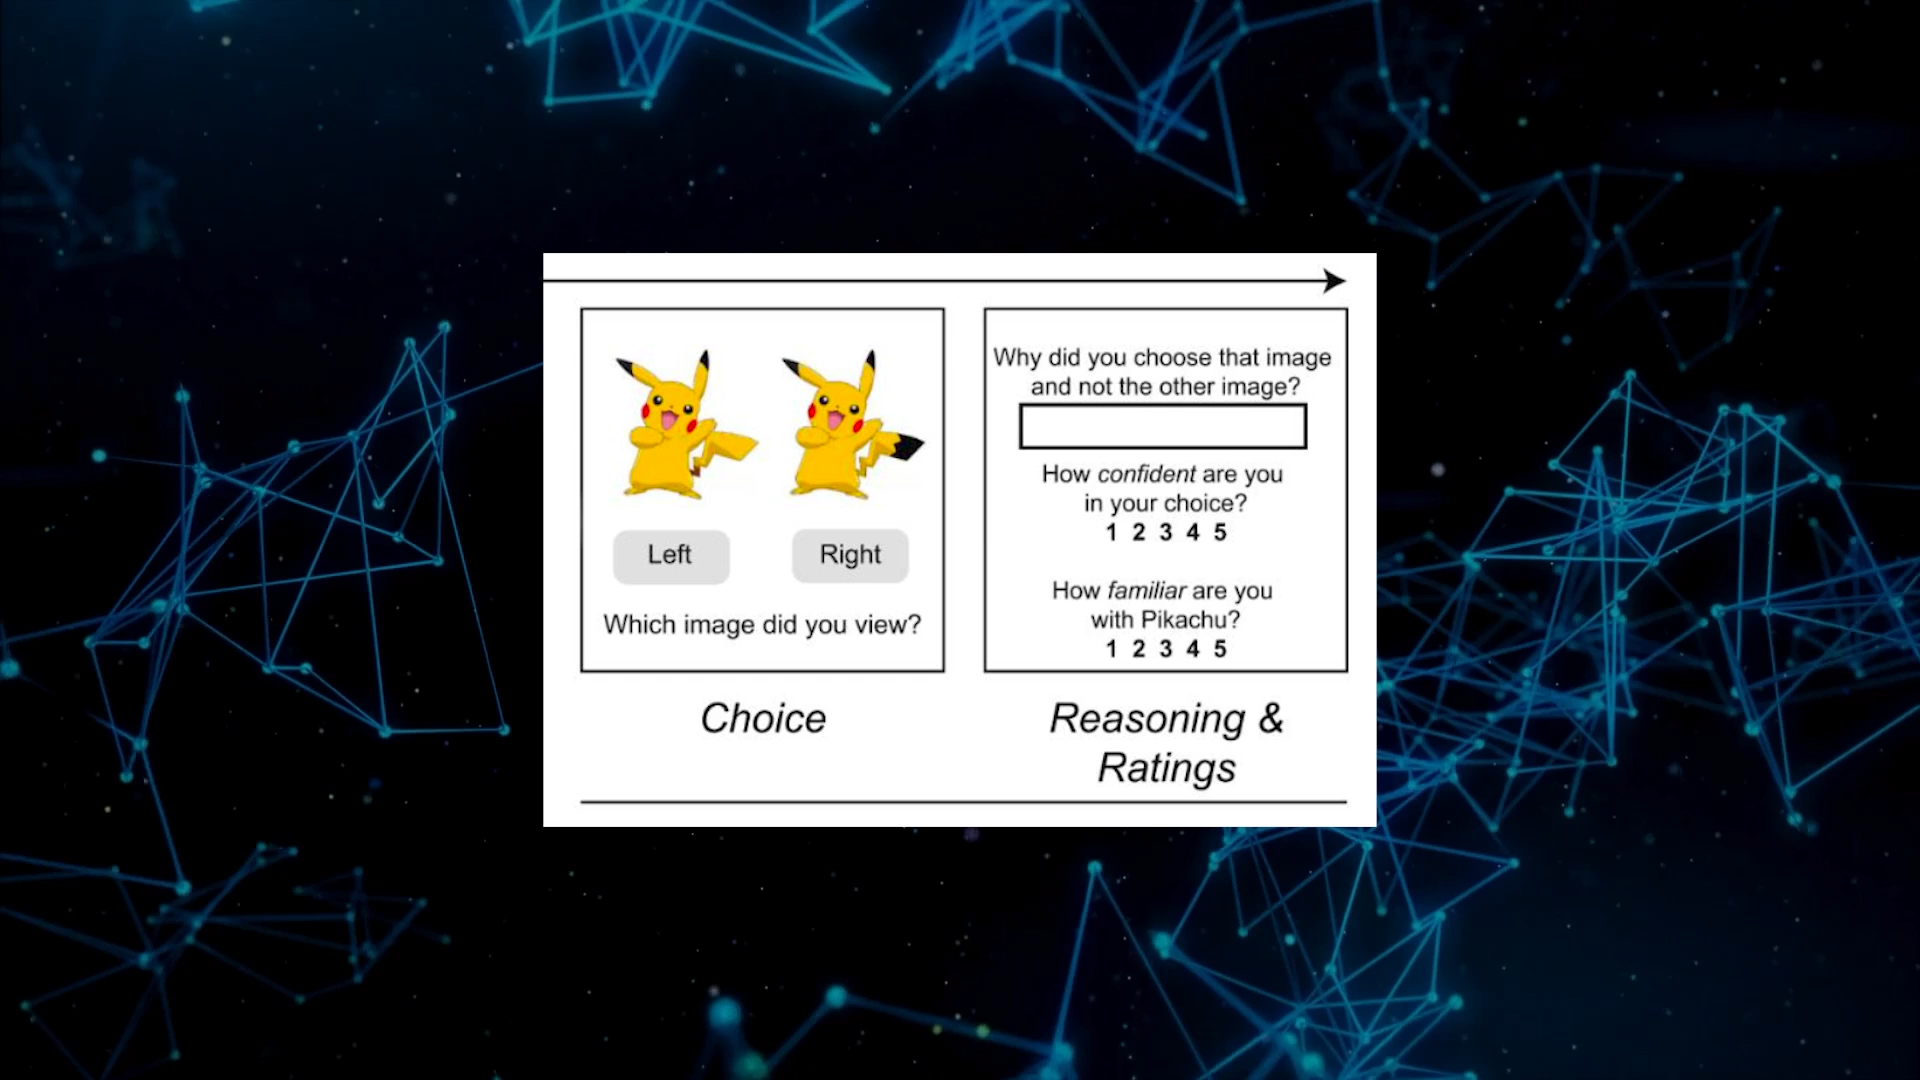 Left
Right
Which image did you view?
Choice
Why did you choose that image
and not the other image?
How confident are you
in your choice?
1 2 3 4 5
How familiar are you
with Pikachu?
1 2 3 4 5
Reasoning &
Ratings